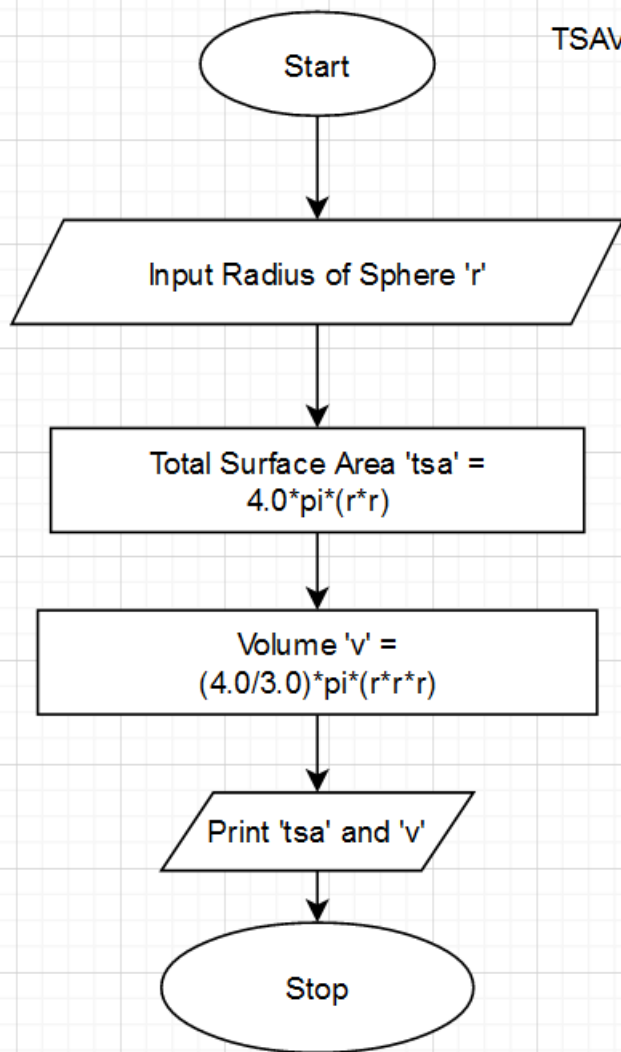 TSAV
Start
Input Radius of Sphere 'r'
Total Surface Area 'tsa' =
4.0*pi*(r*r)
Volume 'v' =
(4.0/3.0)*pi*(r*r*r)
Print 'tsa' and 'v'
Stop